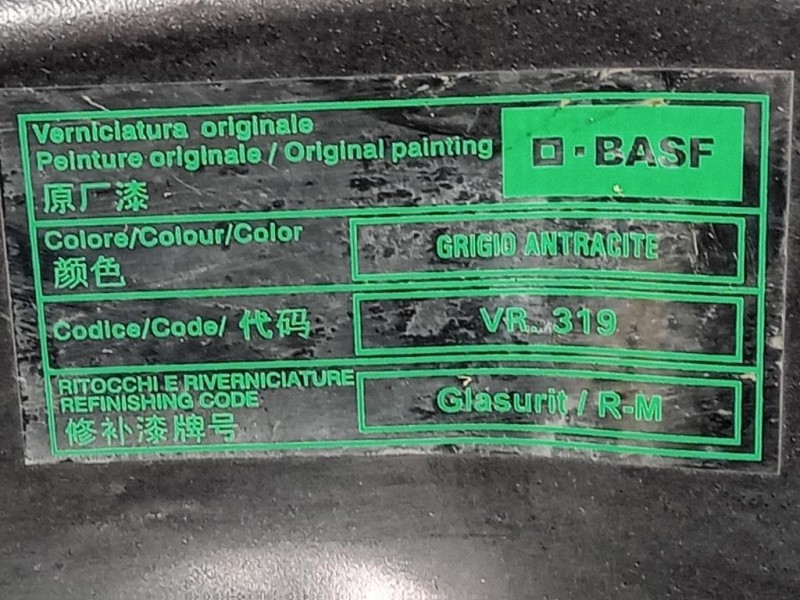 Verniciatura originale
Peinture originale / Original painting
原厂漆
BASF
Colore/Colour/Color
颜色
GRIGIO ANTRACITE
Codice/Code/ 代码
VR. 319
RITOCCHI E RIVERNICIATURE
REFINISHING CODE
修补漆牌号
Glasurit / R-M